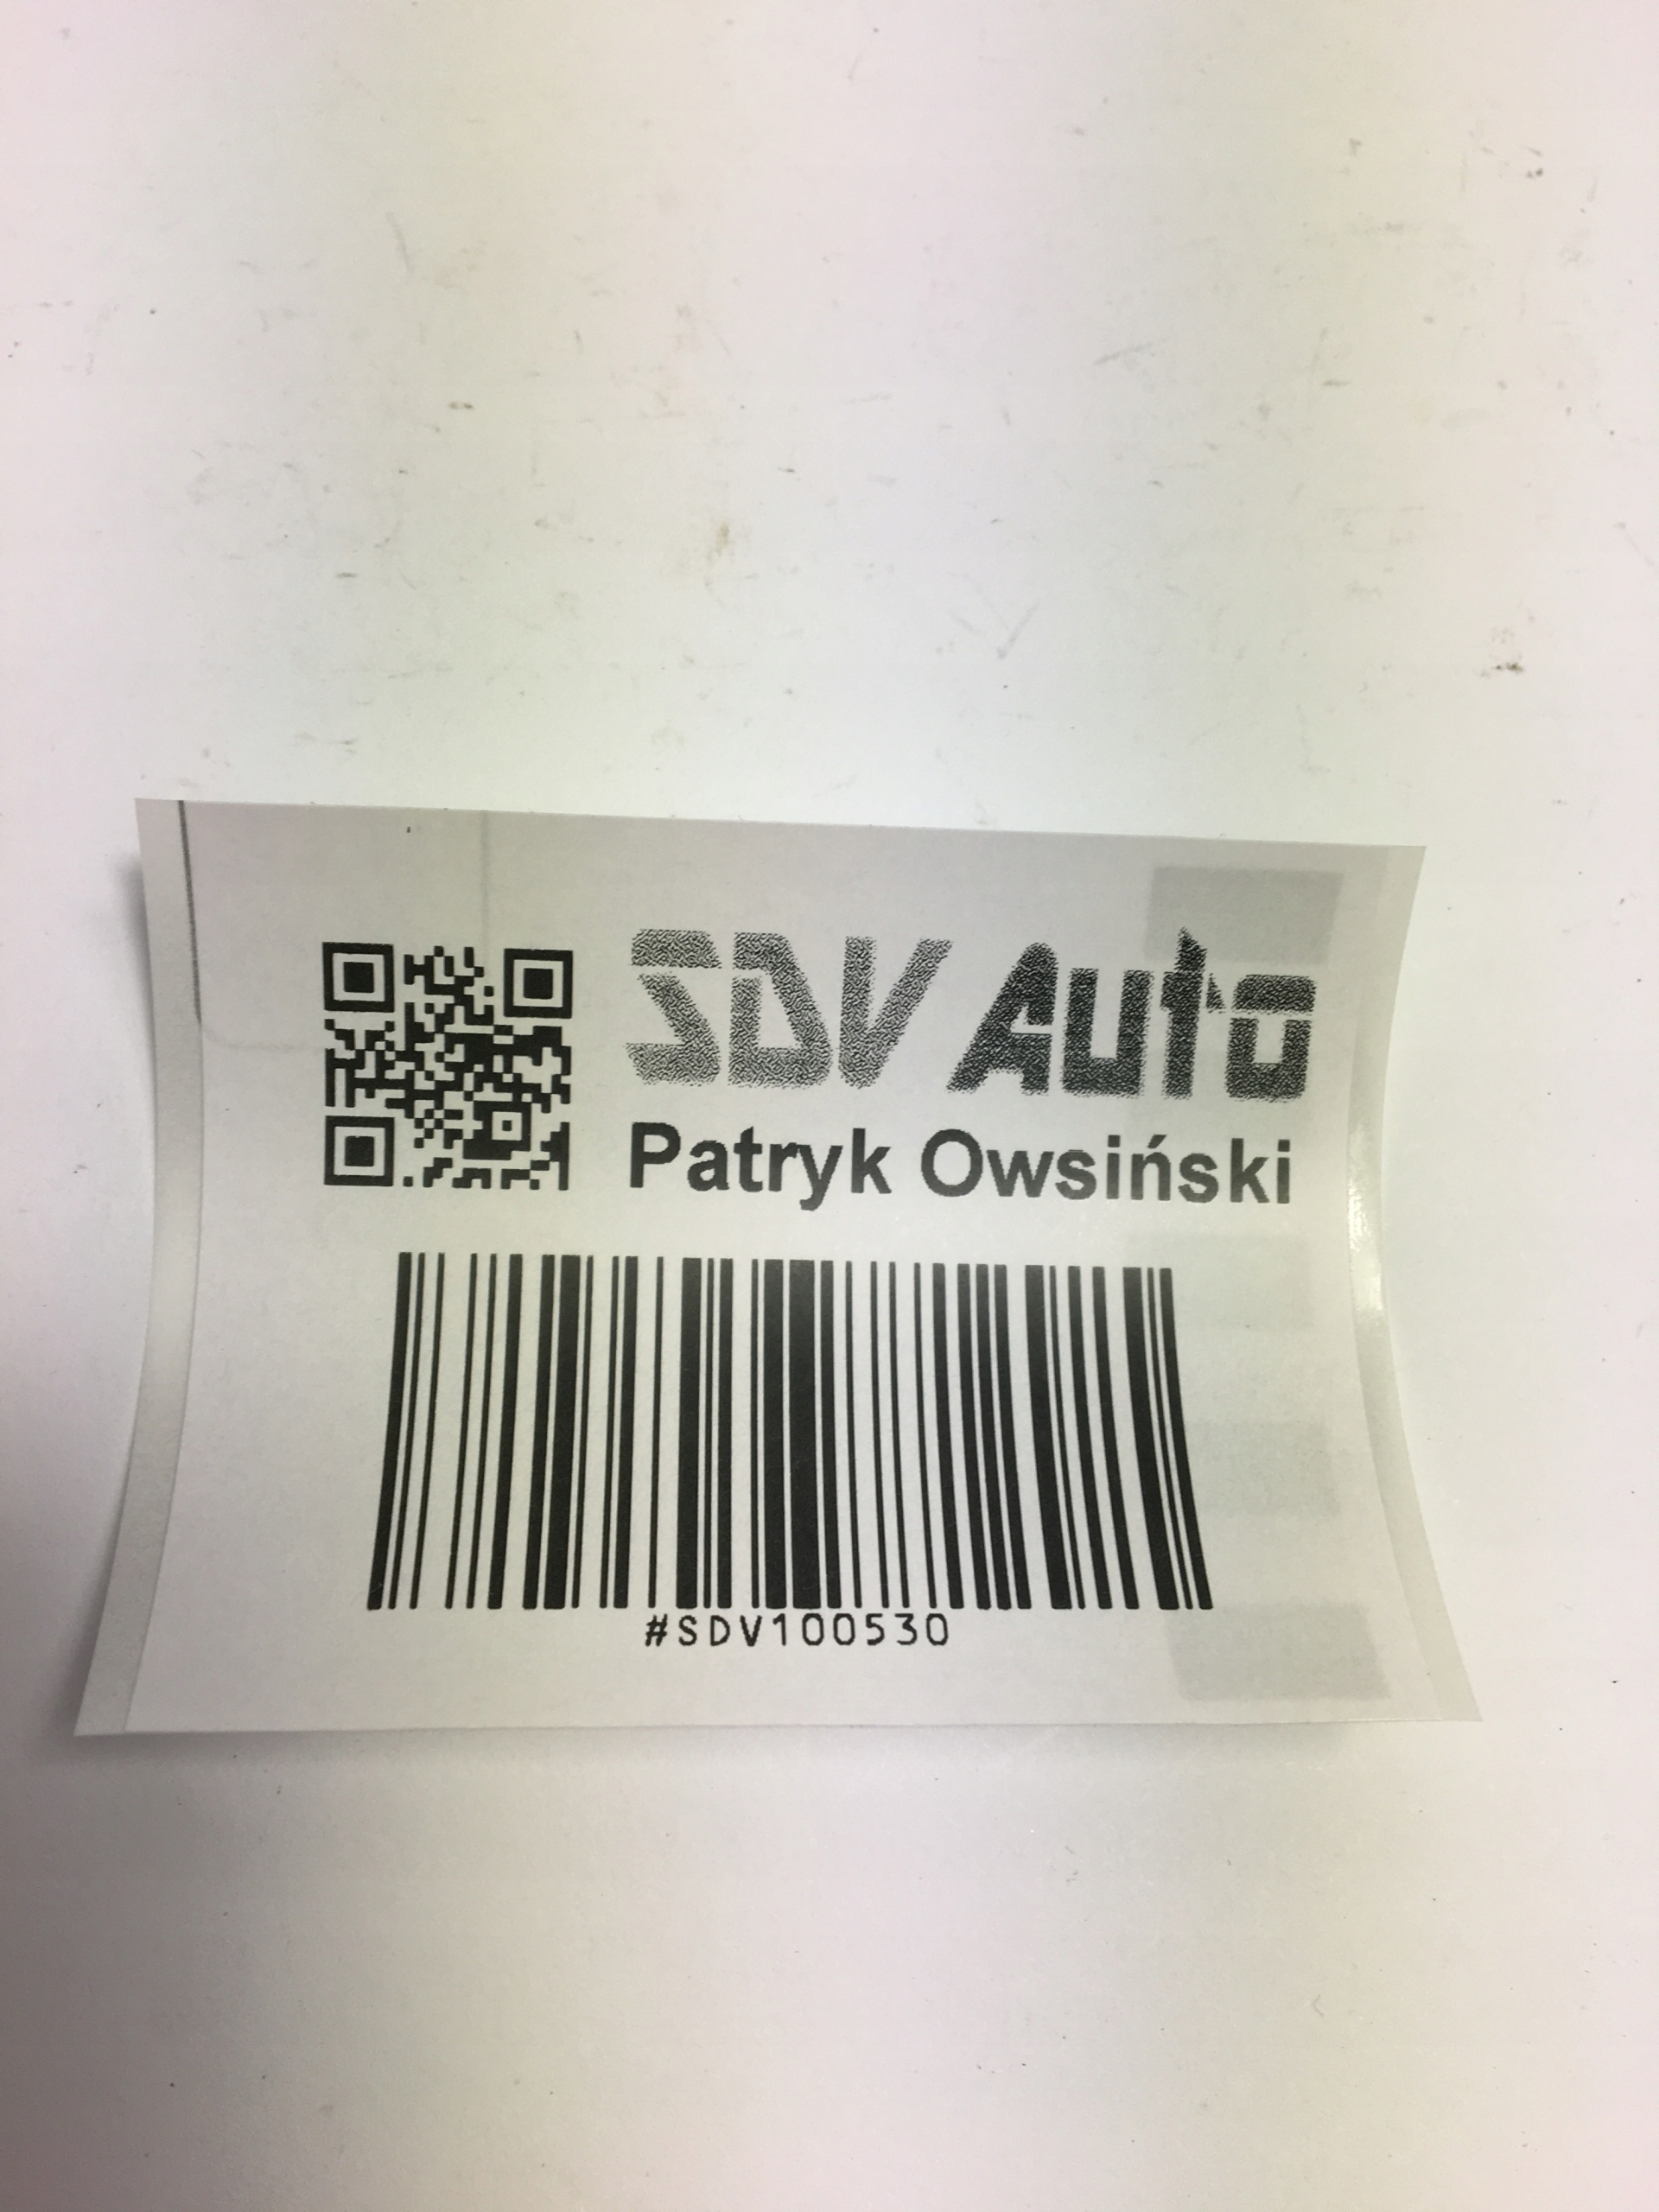 SDV Auto
Patryk Owsiński
#SDV100530